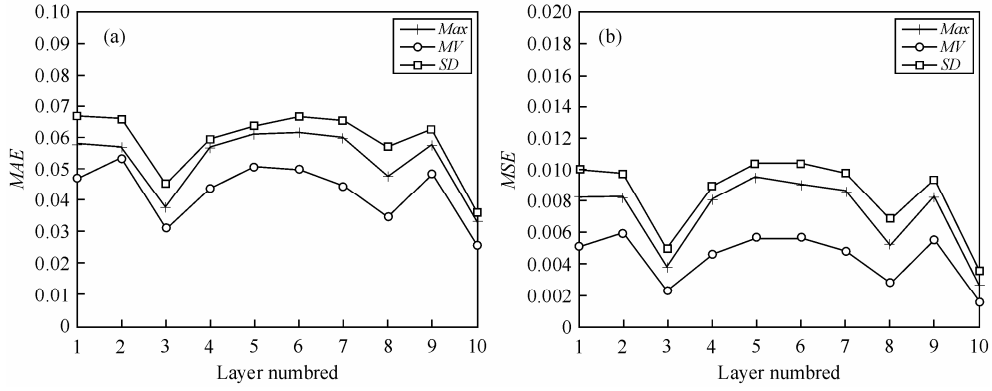 0.10
0.09
0.08
0.07
0.06
0.05
0.04
0.03
0.02
0.01
0
MAE
(a)
Max
MV
SD
1 2 3 4 5 6 7 8 9 10
Layer numbred
0.020
0.018
0.016
0.014
0.012
0.010
0.008
0.006
0.004
0.002
0
MSE
(b)
Max
MV
SD
1 2 3 4 5 6 7 8 9 10
Layer numbred